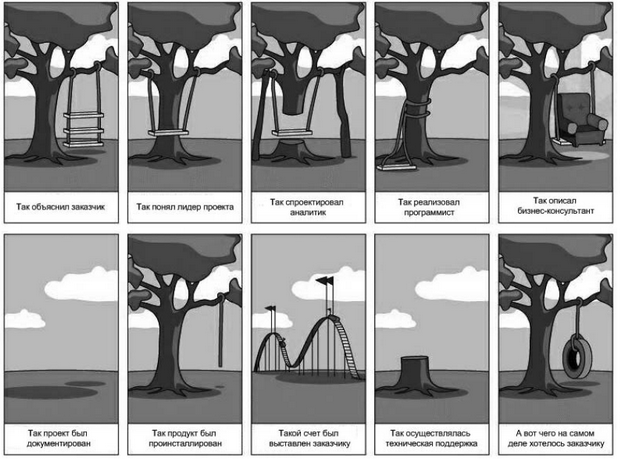 Так объяснил заказчик
Так понял лидер проекта
Так спроектировал
аналитик
Так реализовал
программист
Так описал
бизнес-консультант
Так проект был
документирован
Так продукт был
проинсталлирован
Такой счет был
выставлен заказчику
Так осуществлялась
техническая поддержка
А вот чего на самом
деле хотелось заказчику